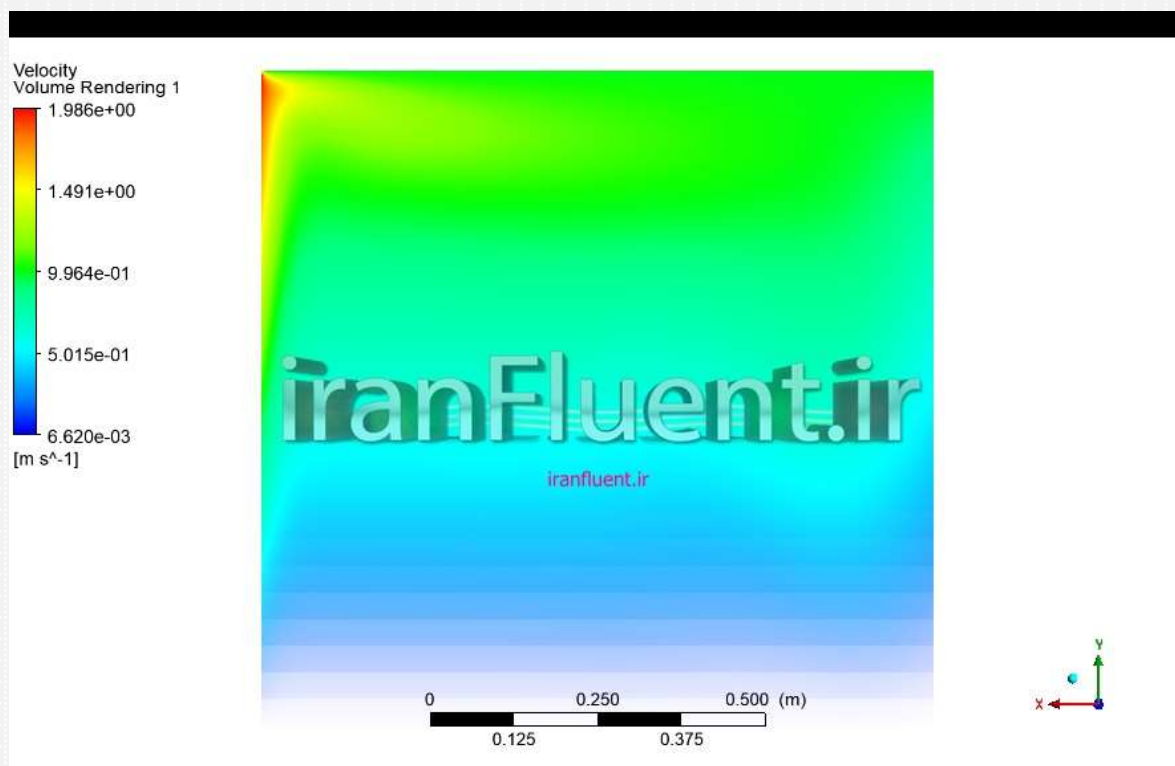 Velocity
Volume Rendering 1
1.986e+00
1.491e+00
9.964e-01
5.015e-01
6.620e-03
[m s^-1]
iranFluent.ir
iranfluent.ir
0 0.250 0.500 (m)
0.125 0.375
Y
X